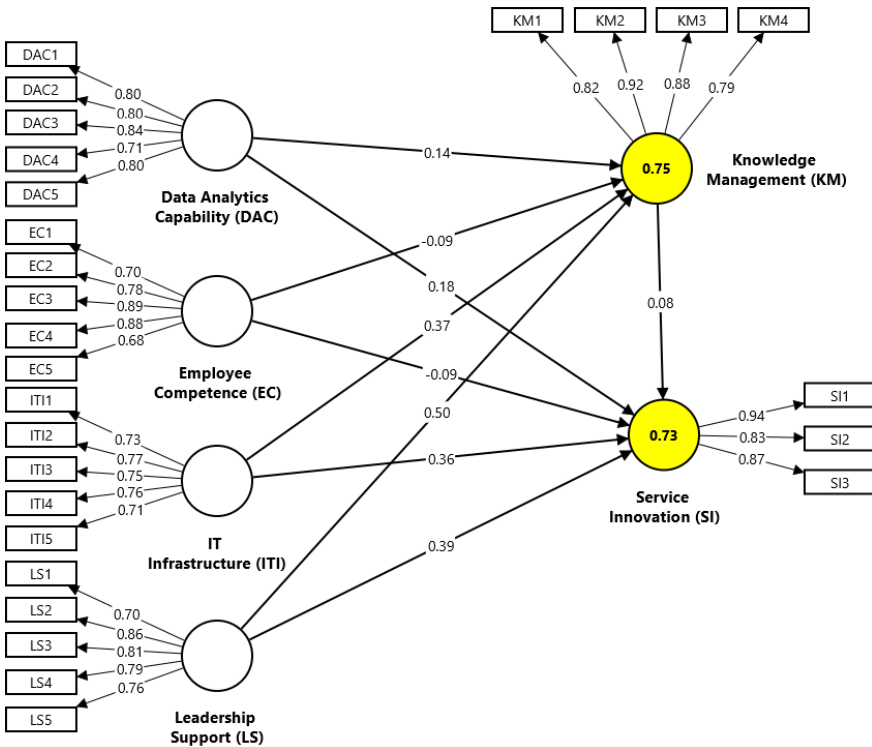 KM1 KM2 KM3 KM4
0.82 0.92 0.88 0.79
0.75
Knowledge
Management (KM)
DAC1
DAC2
DAC3
DAC4
DAC5
0.80
0.80
0.84
0.71
0.80
Data Analytics
Capability (DAC)
0.14
0.18
EC1
EC2
EC3
EC4
EC5
0.70
0.78
0.89
0.88
0.68
Employee
Competence (EC)
-0.09
-0.09
0.08
ITI1
ITI2
ITI3
ITI4
ITI5
0.73
0.77
0.75
0.76
0.71
IT
Infrastructure (ITI)
0.37
0.36
LS1
LS2
LS3
LS4
LS5
0.70
0.86
0.81
0.79
0.76
Leadership
Support (LS)
0.50
0.39
0.73
Service
Innovation (SI)
0.94
0.83
0.87
SI1
SI2
SI3